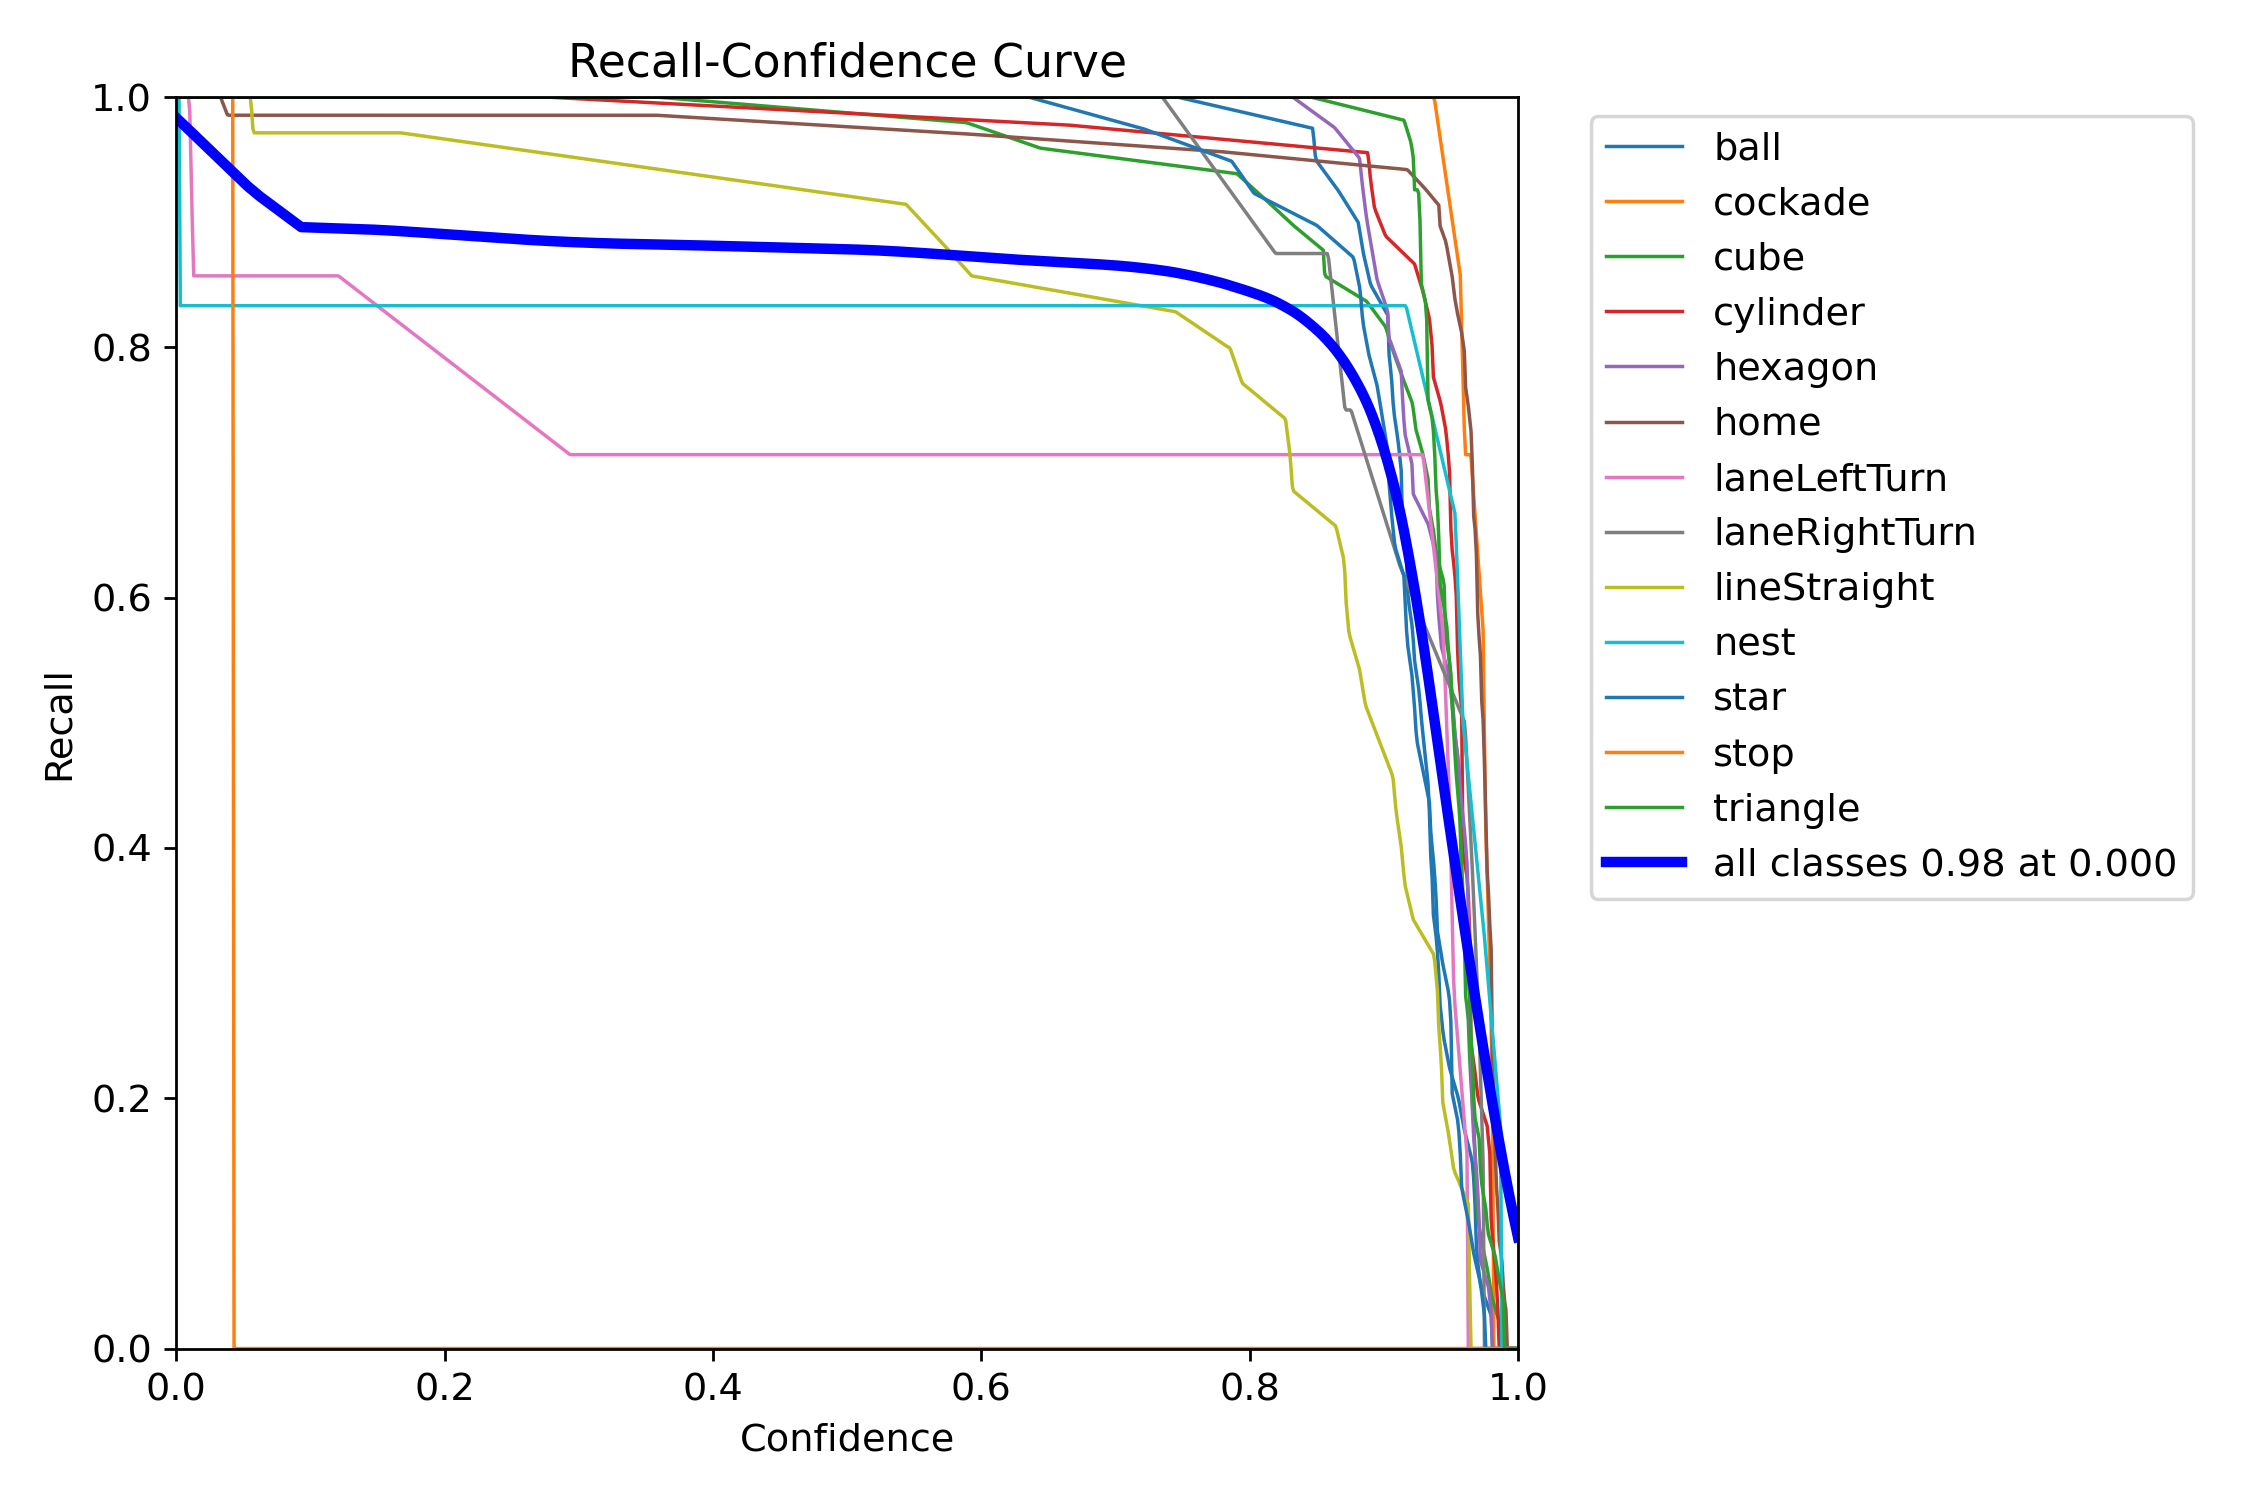 Recall-Confidence Curve
1.0
0.8
0.6
0.4
0.2
0.0
Recall
0.0 0.2 0.4 0.6 0.8 1.0
Confidence
ball
cockade
cube
cylinder
hexagon
home
laneLeftTurn
laneRightTurn
lineStraight
nest
star
stop
triangle
all classes 0.98 at 0.000